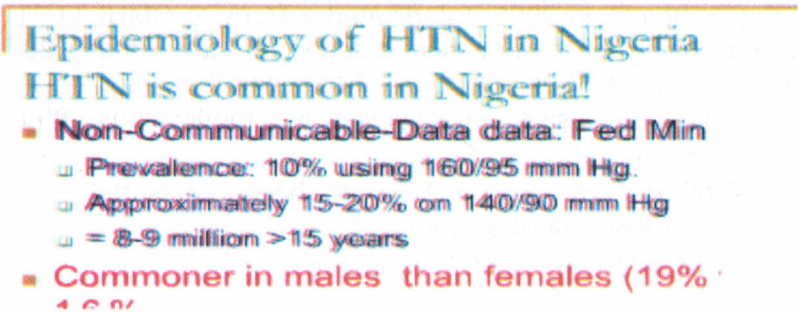 Epidemiology of HTN in Nigeria
HTN is common in Nigeria!
Non-Communicable-Data data: Fed Min
Prevalence: 10% using 160/95 mm Hg.
Approximately 15-20% on 140/90 mm Hg
= 8-9 million >15 years
Commoner in males than females (19%